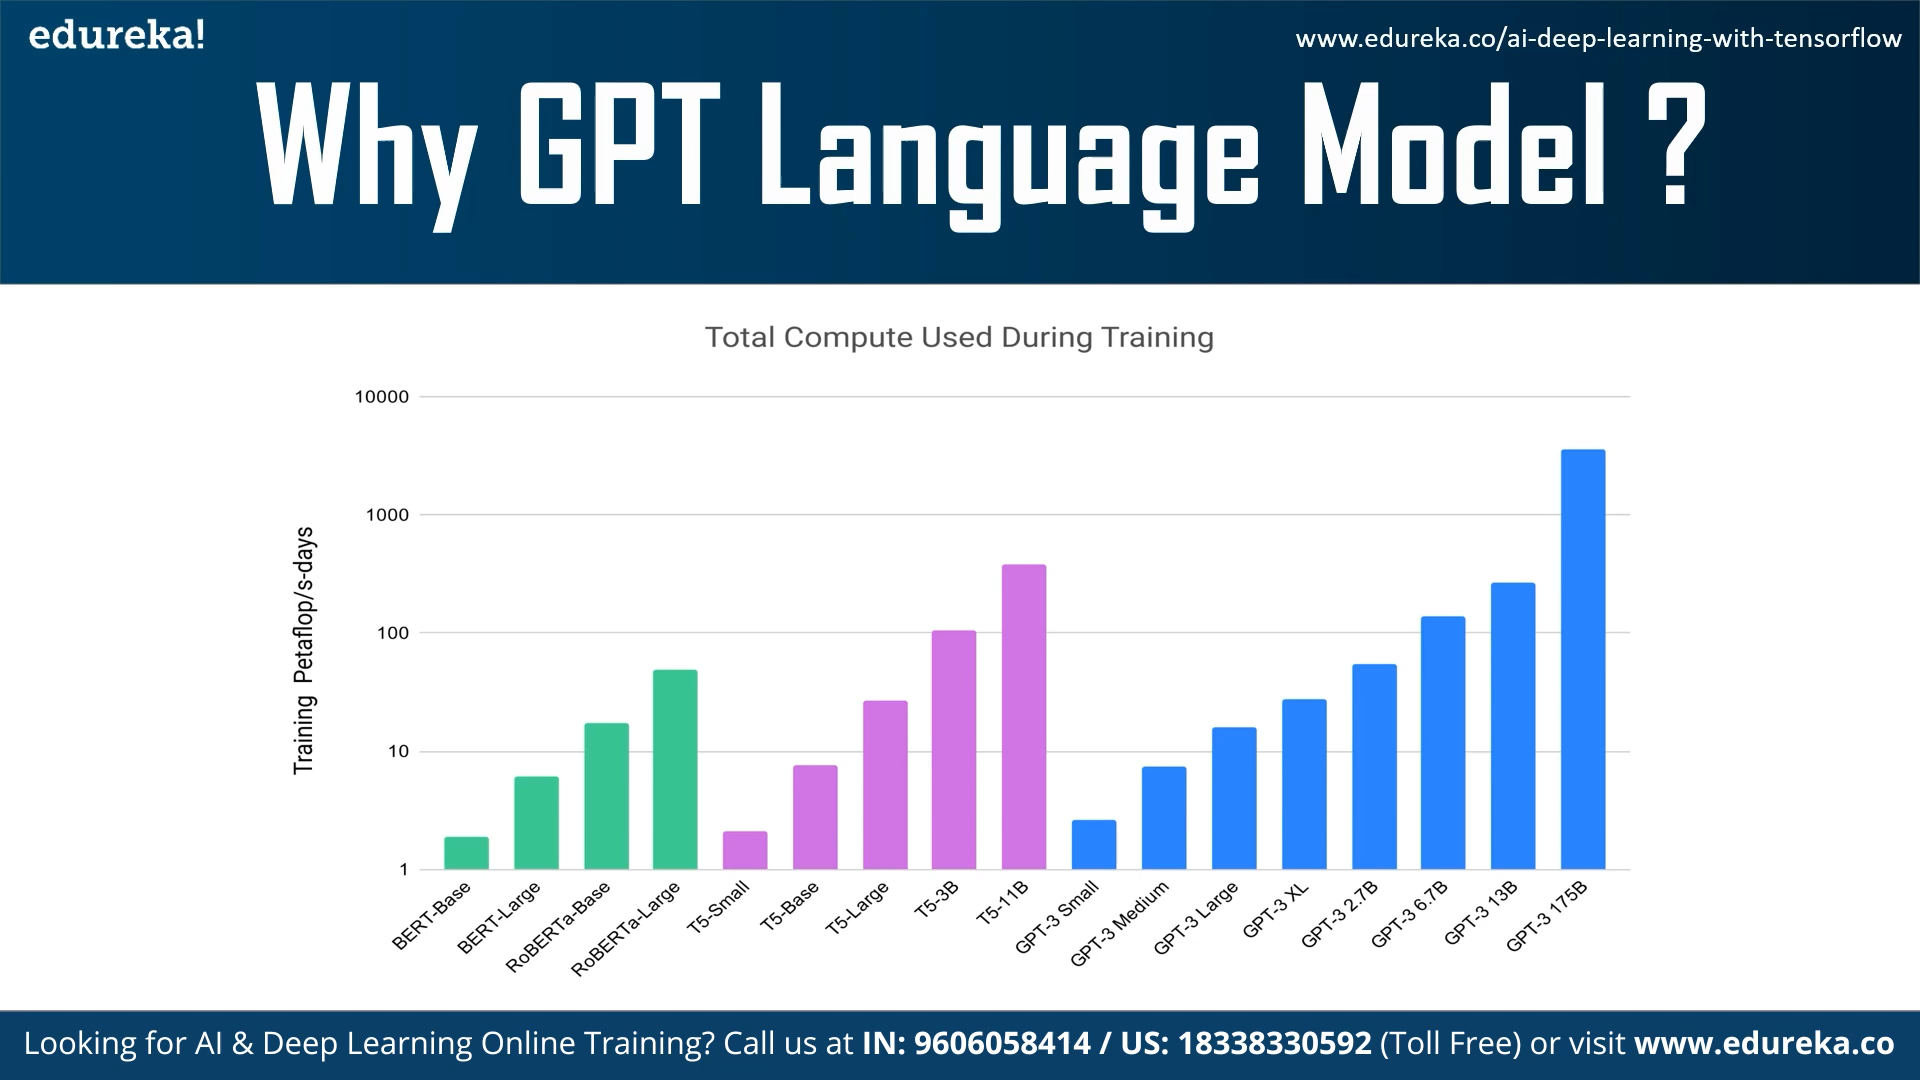 edureka!
www.edureka.co/ai-deep-learning-with-tensorflow
Why GPT Language Model ?
Total Compute Used During Training
Training Petaflop/s-days
10000
1000
100
10
1
BERT-Base
BERT-Large
RoBERTa-Base
RoBERTa-Large
T5-Small
T5-Base
T5-Large
T5-3B
T5-11B
GPT-3 Small
GPT-3 Medium
GPT-3 Large
GPT-3 XL
GPT-3 2.7B
GPT-3 6.7B
GPT-3 13B
GPT-3 175B
Looking for AI & Deep Learning Online Training? Call us at IN: 9606058414 / US: 18338330592 (Toll Free) or visit www.edureka.co